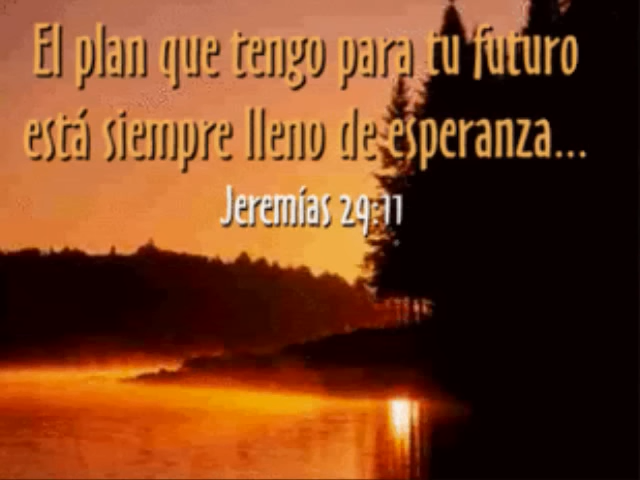 El plan que tengo para tu futuro
está siempre lleno de esperanza...
Jeremías 29:11